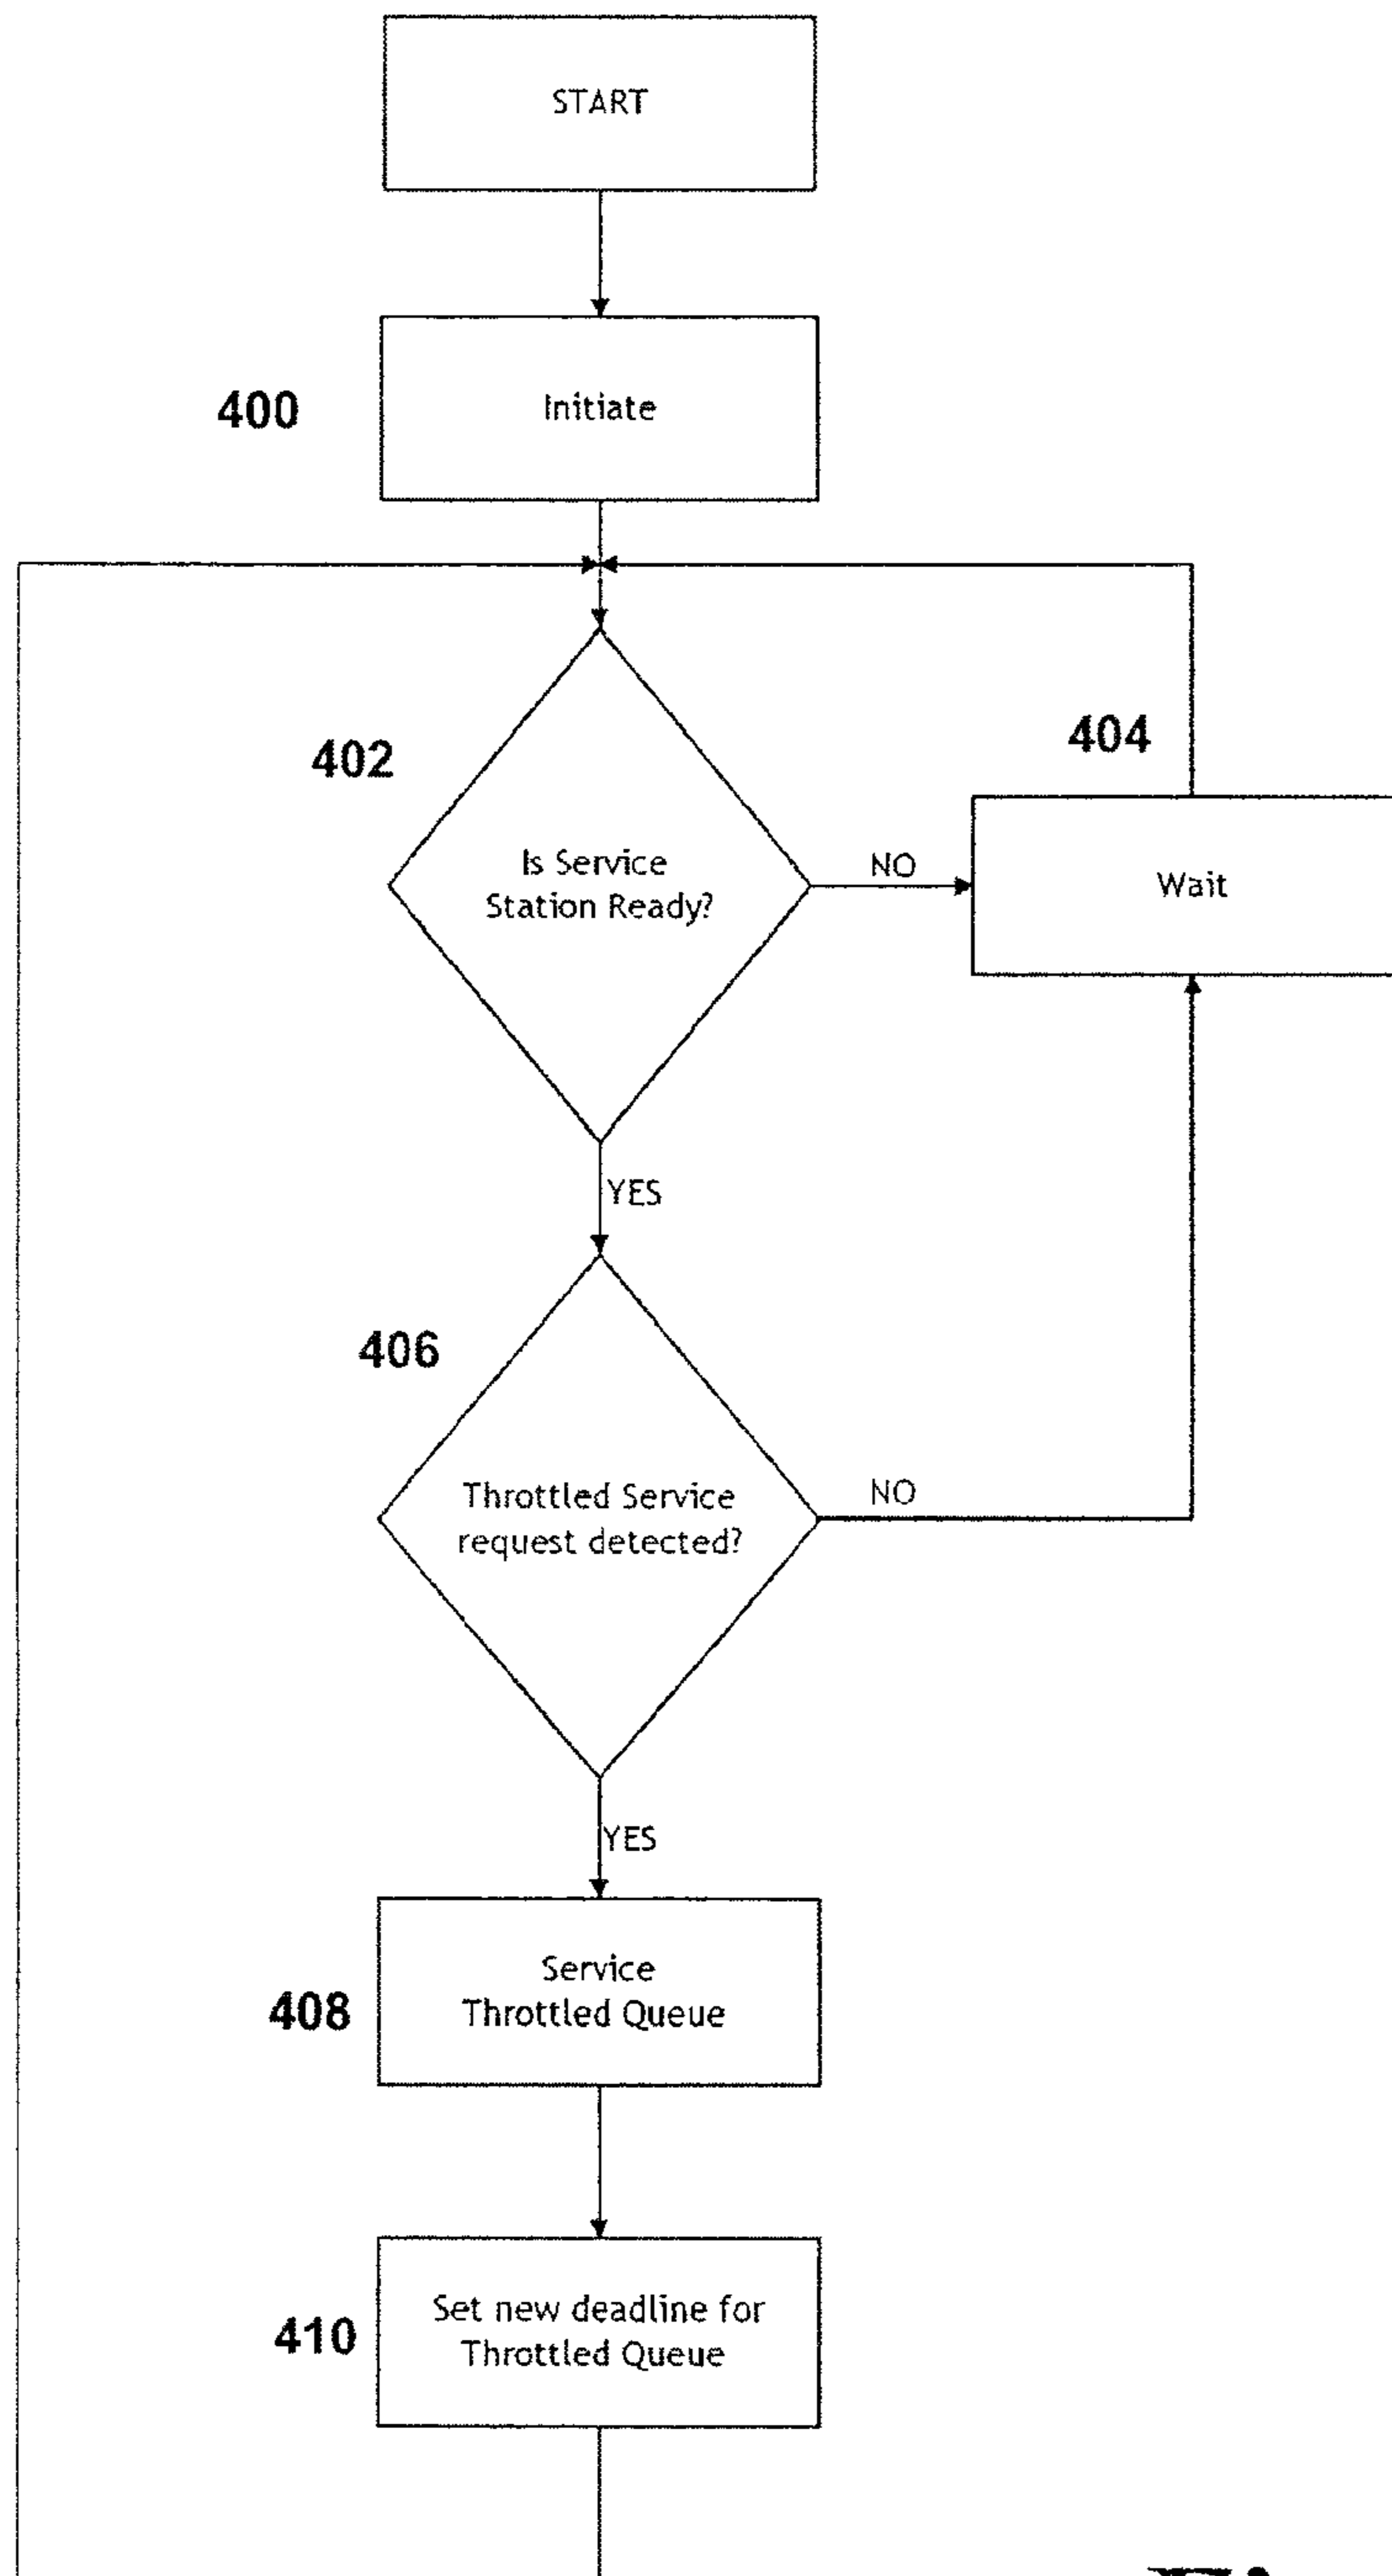 START
400
Initiate
402
404
Is Service
Station Ready?
NO
Wait
YES
406
Throttled Service
request detected?
NO
YES
408
Service
Throttled Queue
410
Set new deadline for
Throttled Queue